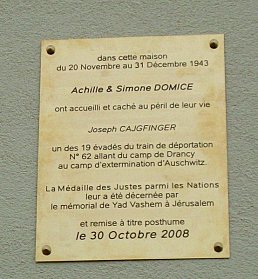 dans cette maison
du 20 Novembre au 31 Décembre 1943
Achille & Simone DOMICE
ont accueilli et caché au péril de leur vie
Joseph CAJGFINGER
un des 19 évadés du train de déportation
N° 62 allant du camp de Drancy
au camp d'extermination d'Auschwitz.
La Médaille des Justes parmi les Nations
leur a été décernée par
le mémorial de Yad Vashem à Jérusalem
et remise à titre posthume
le 30 Octobre 2008